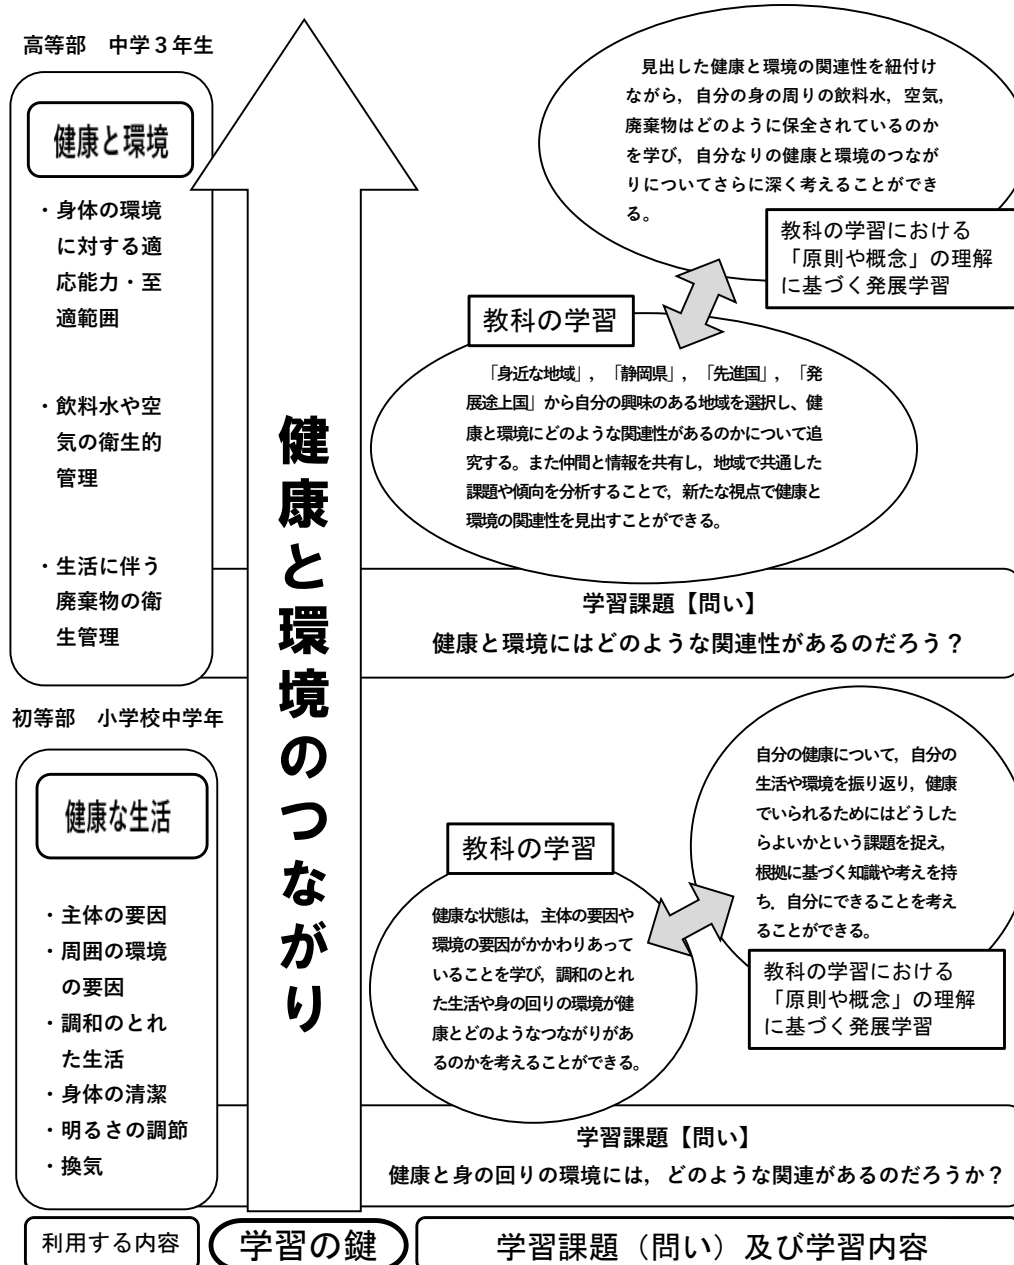 高等部　中学３年生
健康と環境
・身体の環境
に対する適
応能力・至
適範囲
・飲料水や空
気の衛生的
管理
・生活に伴う
廃棄物の衛
生管理
健康と環境のつながり
見出した健康と環境の関連性を紐付け
ながら，自分の身の周りの飲料水，空気，
廃棄物はどのように保全されているのか
を学び，自分なりの健康と環境のつなが
りについてさらに深く考えることができ
る。
教科の学習における
「原則や概念」の理解
に基づく発展学習
教科の学習
「身近な地域」，「静岡県」，「先進国」，「発
展途上国」から自分の興味のある地域を選択し、健
康と環境にどのような関連性があるのかについて追
究する。また仲間と情報を共有し，地域で共通した
課題や傾向を分析することで，新たな視点で健康と
環境の関連性を見出すことができる。
学習課題【問い】
健康と環境にはどのような関連性があるのだろう？
初等部　小学校中学年
健康な生活
・主体の要因
・周囲の環境
の要因
・調和のとれ
た生活
・身体の清潔
・明るさの調節
・換気
自分の健康について，自分の
生活や環境を振り返り，健康
でいられるためにはどうした
らよいかという課題を捉え，
根拠に基づく知識や考えを持
ち，自分にできることを考え
ることができる。
教科の学習における
「原則や概念」の理解
に基づく発展学習
教科の学習
健康な状態は，主体の要因や
環境の要因がかかわりあって
いることを学び，調和のとれ
た生活や身の回りの環境が健
康とどのようなつながりがあ
るのかを考えることができる。
学習課題【問い】
健康と身の回りの環境には，どのような関連があるのだろうか？
利用する内容
学習の鍵
学習課題（問い）及び学習内容